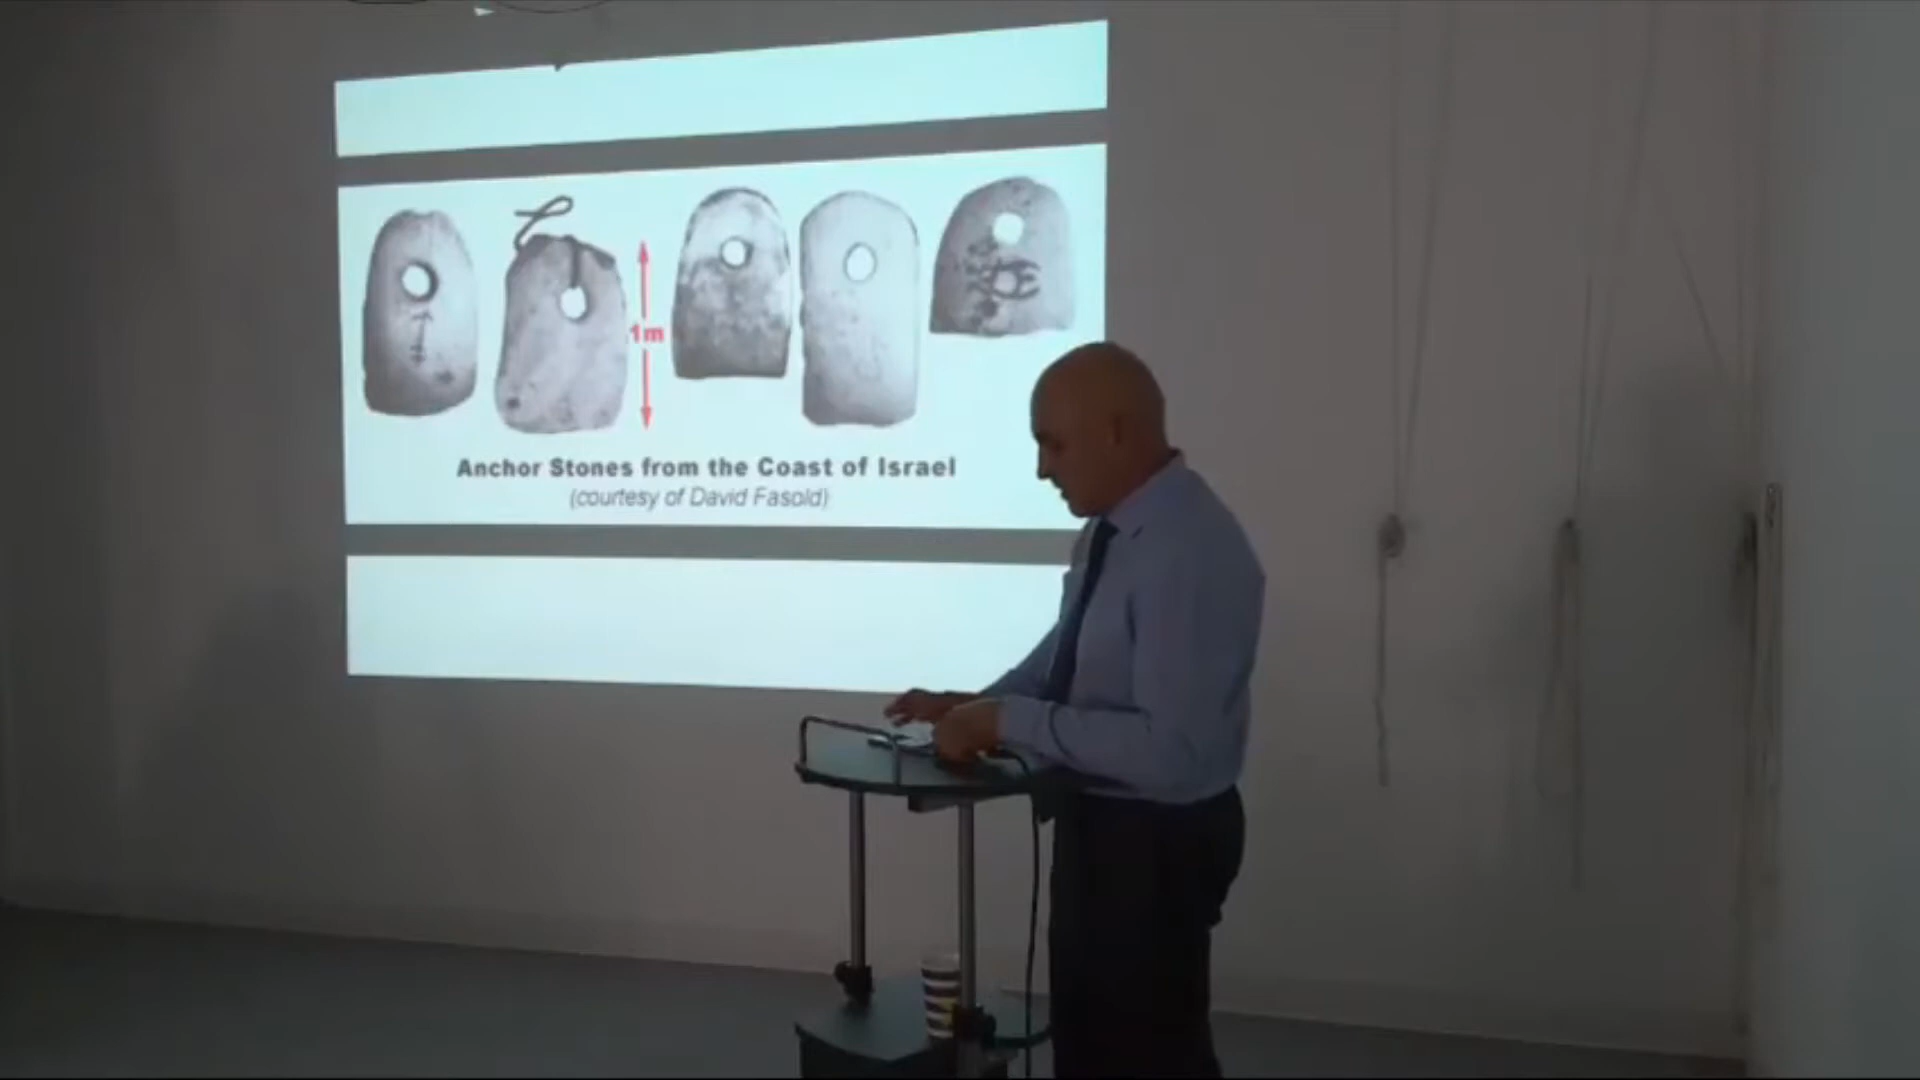 1m
Anchor Stones from the Coast of Israel
(courtesy of David Fasold)